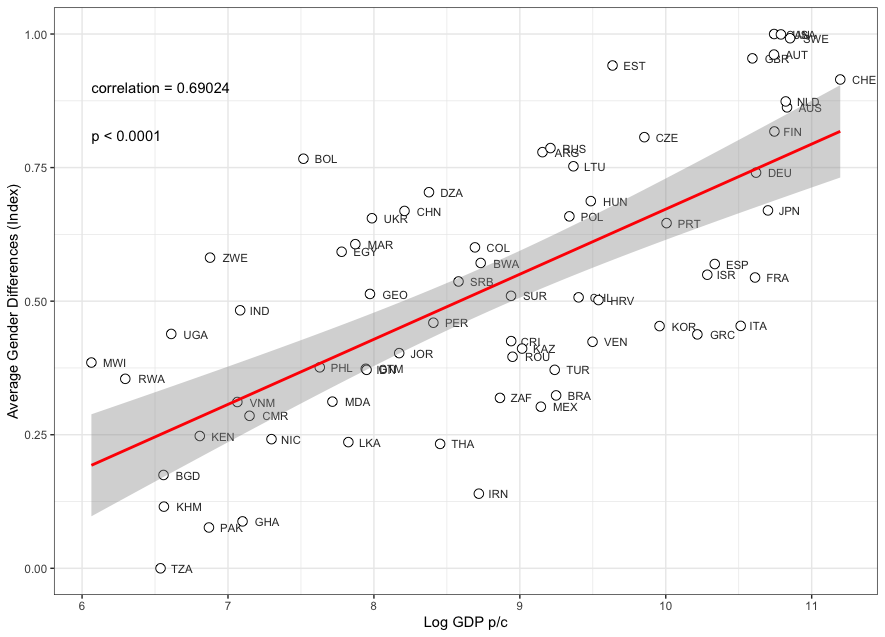 1.00
0.75
0.50
0.25
0.00
Average Gender Differences (Index)
correlation = 0.69024
p < 0.0001
SWE
AUT
GBR
EST
CHE
NLD
AUS
FIN
CZE
RUS
ARG
BOL
LTU
DEU
DZA
HUN
CHN
JPN
UKR
POL
PRT
MAR
EGY
COL
ZWE
BWA
ESP
ISR
FRA
SRB
GEO
SUR
HRV
IND
PER
KOR
ITA
UGA
GRC
CRI
VEN
KAZ
JOR
ROU
MWI
PHL
TUR
RWA
BRA
ZAF
MDA
MEX
VNM
CMR
KEN
NIC
LKA
THA
BGD
IRN
KHM
GHA
PAK
TZA
6 7 8 9 10 11
Log GDP p/c